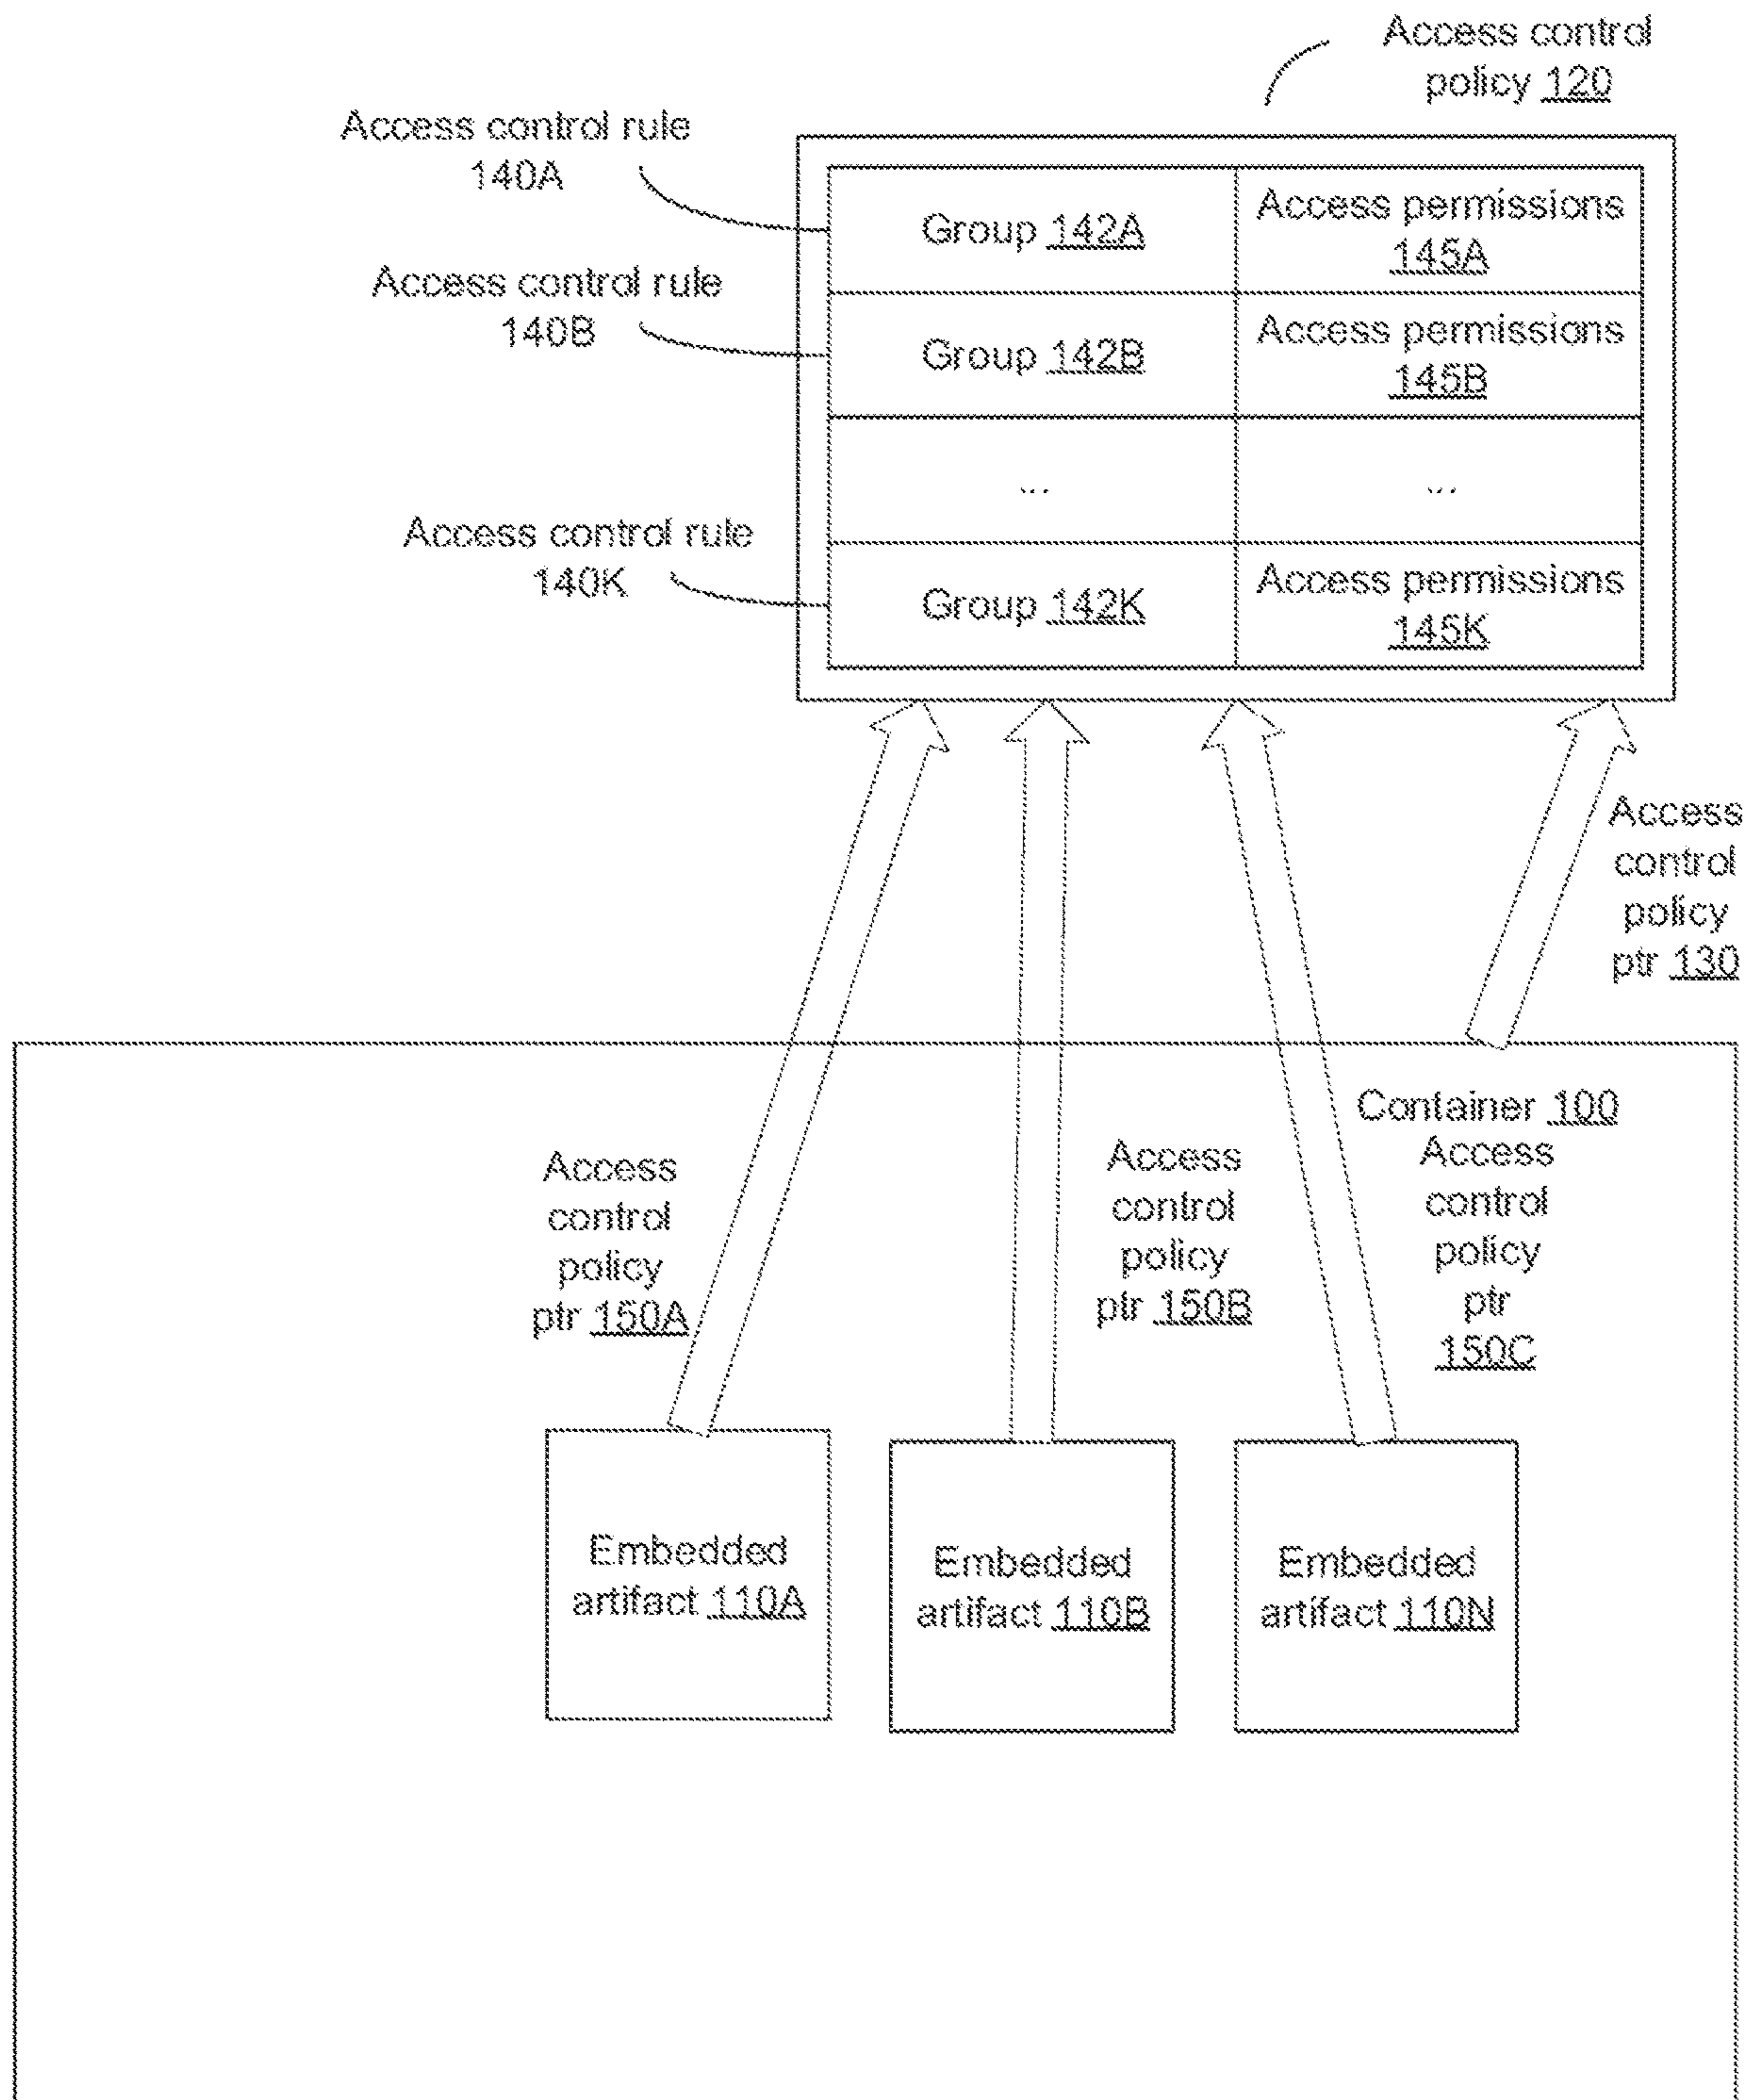 Access control
policy 120
Access control rule
140A
Group 142A
Access permissions
145A
Access control rule
140B
Group 142B
Access permissions
145B
...
...
Access control rule
140K
Group 142K
Access permissions
145K
Access
control
policy
ptr 130
Container 100
Access
control
policy
ptr 150A
Access
control
policy
ptr 150B
Access
control
policy
ptr
150C
Embedded
artifact 110A
Embedded
artifact 110B
Embedded
artifact 110N